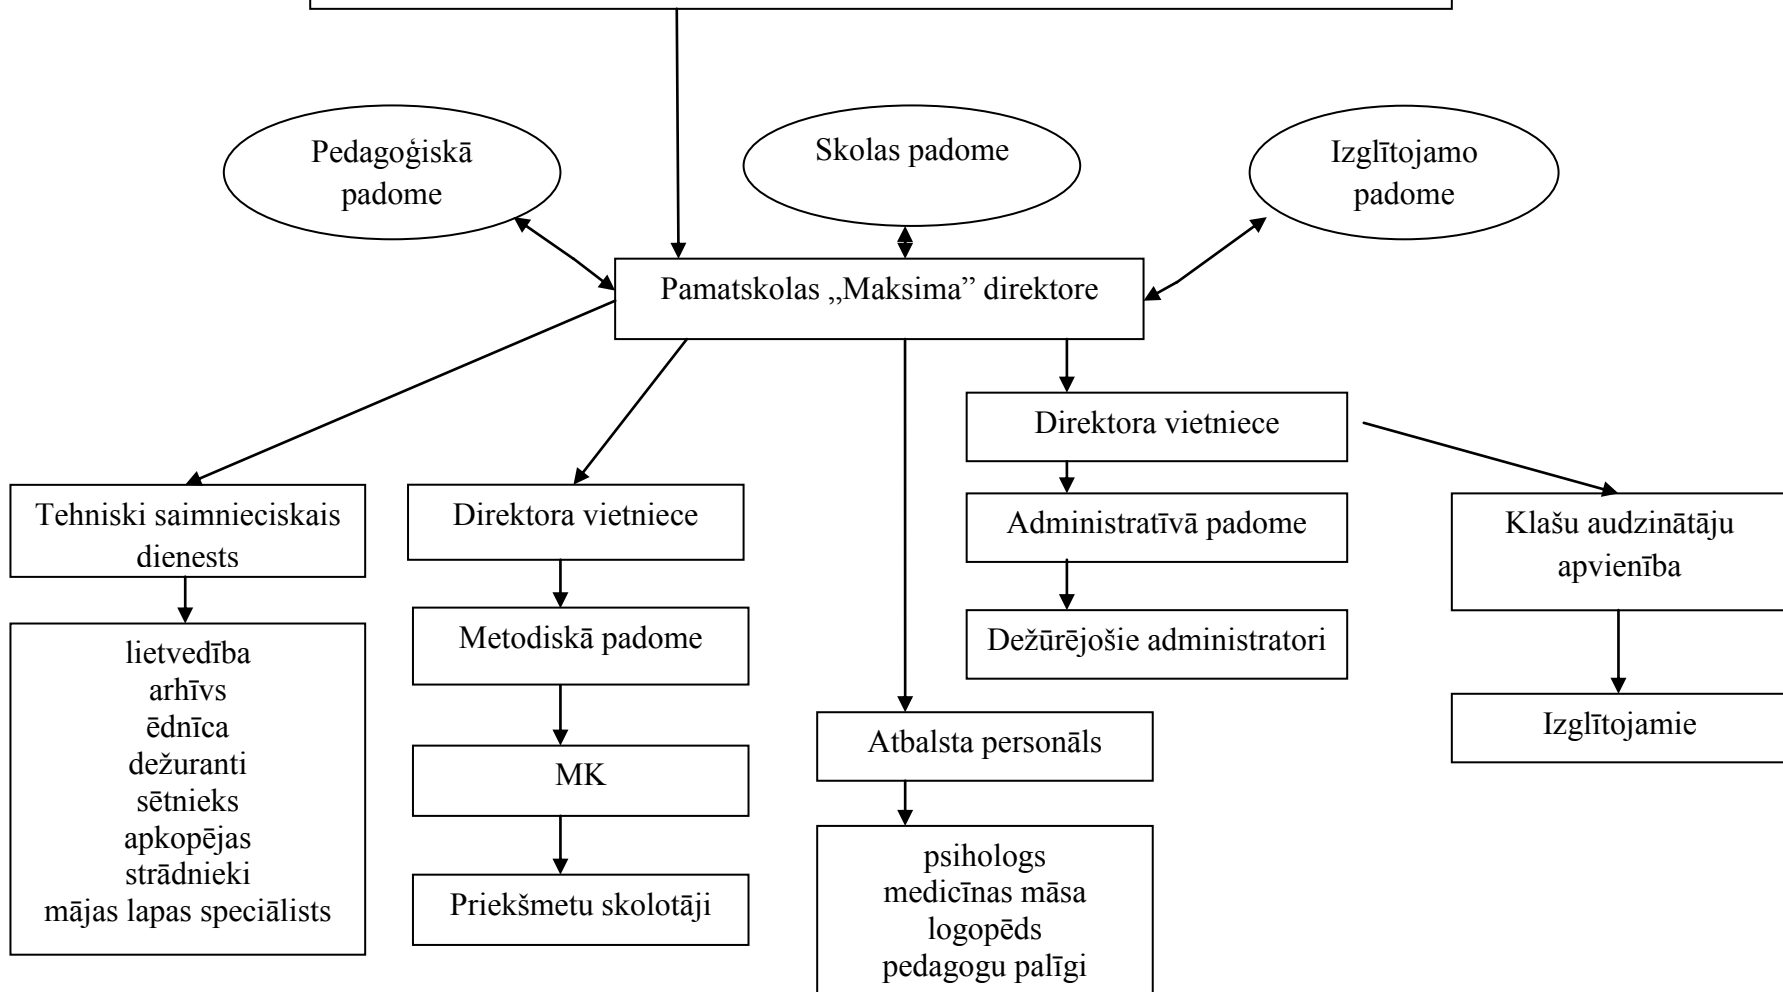 Pedagoģiskā
padome
Skolas padome
Izglītojamo
padome
Pamatskolas „Maksima” direktore
Direktora vietniece
Tehniski saimnieciskais
dienests
Direktora vietniece
Administratīvā padome
Klašu audzinātāju
apvienība
Metodiskā padome
Dežūrējošie administratori
lietvedība
arhīvs
ēdnīca
dežuranti
sētnieks
apkopējas
strādnieki
mājas lapas speciālists
MK
Priekšmetu skolotāji
Atbalsta personāls
psihologs
medicīnas māsa
logopēds
pedagogu palīgi
Izglītojamie